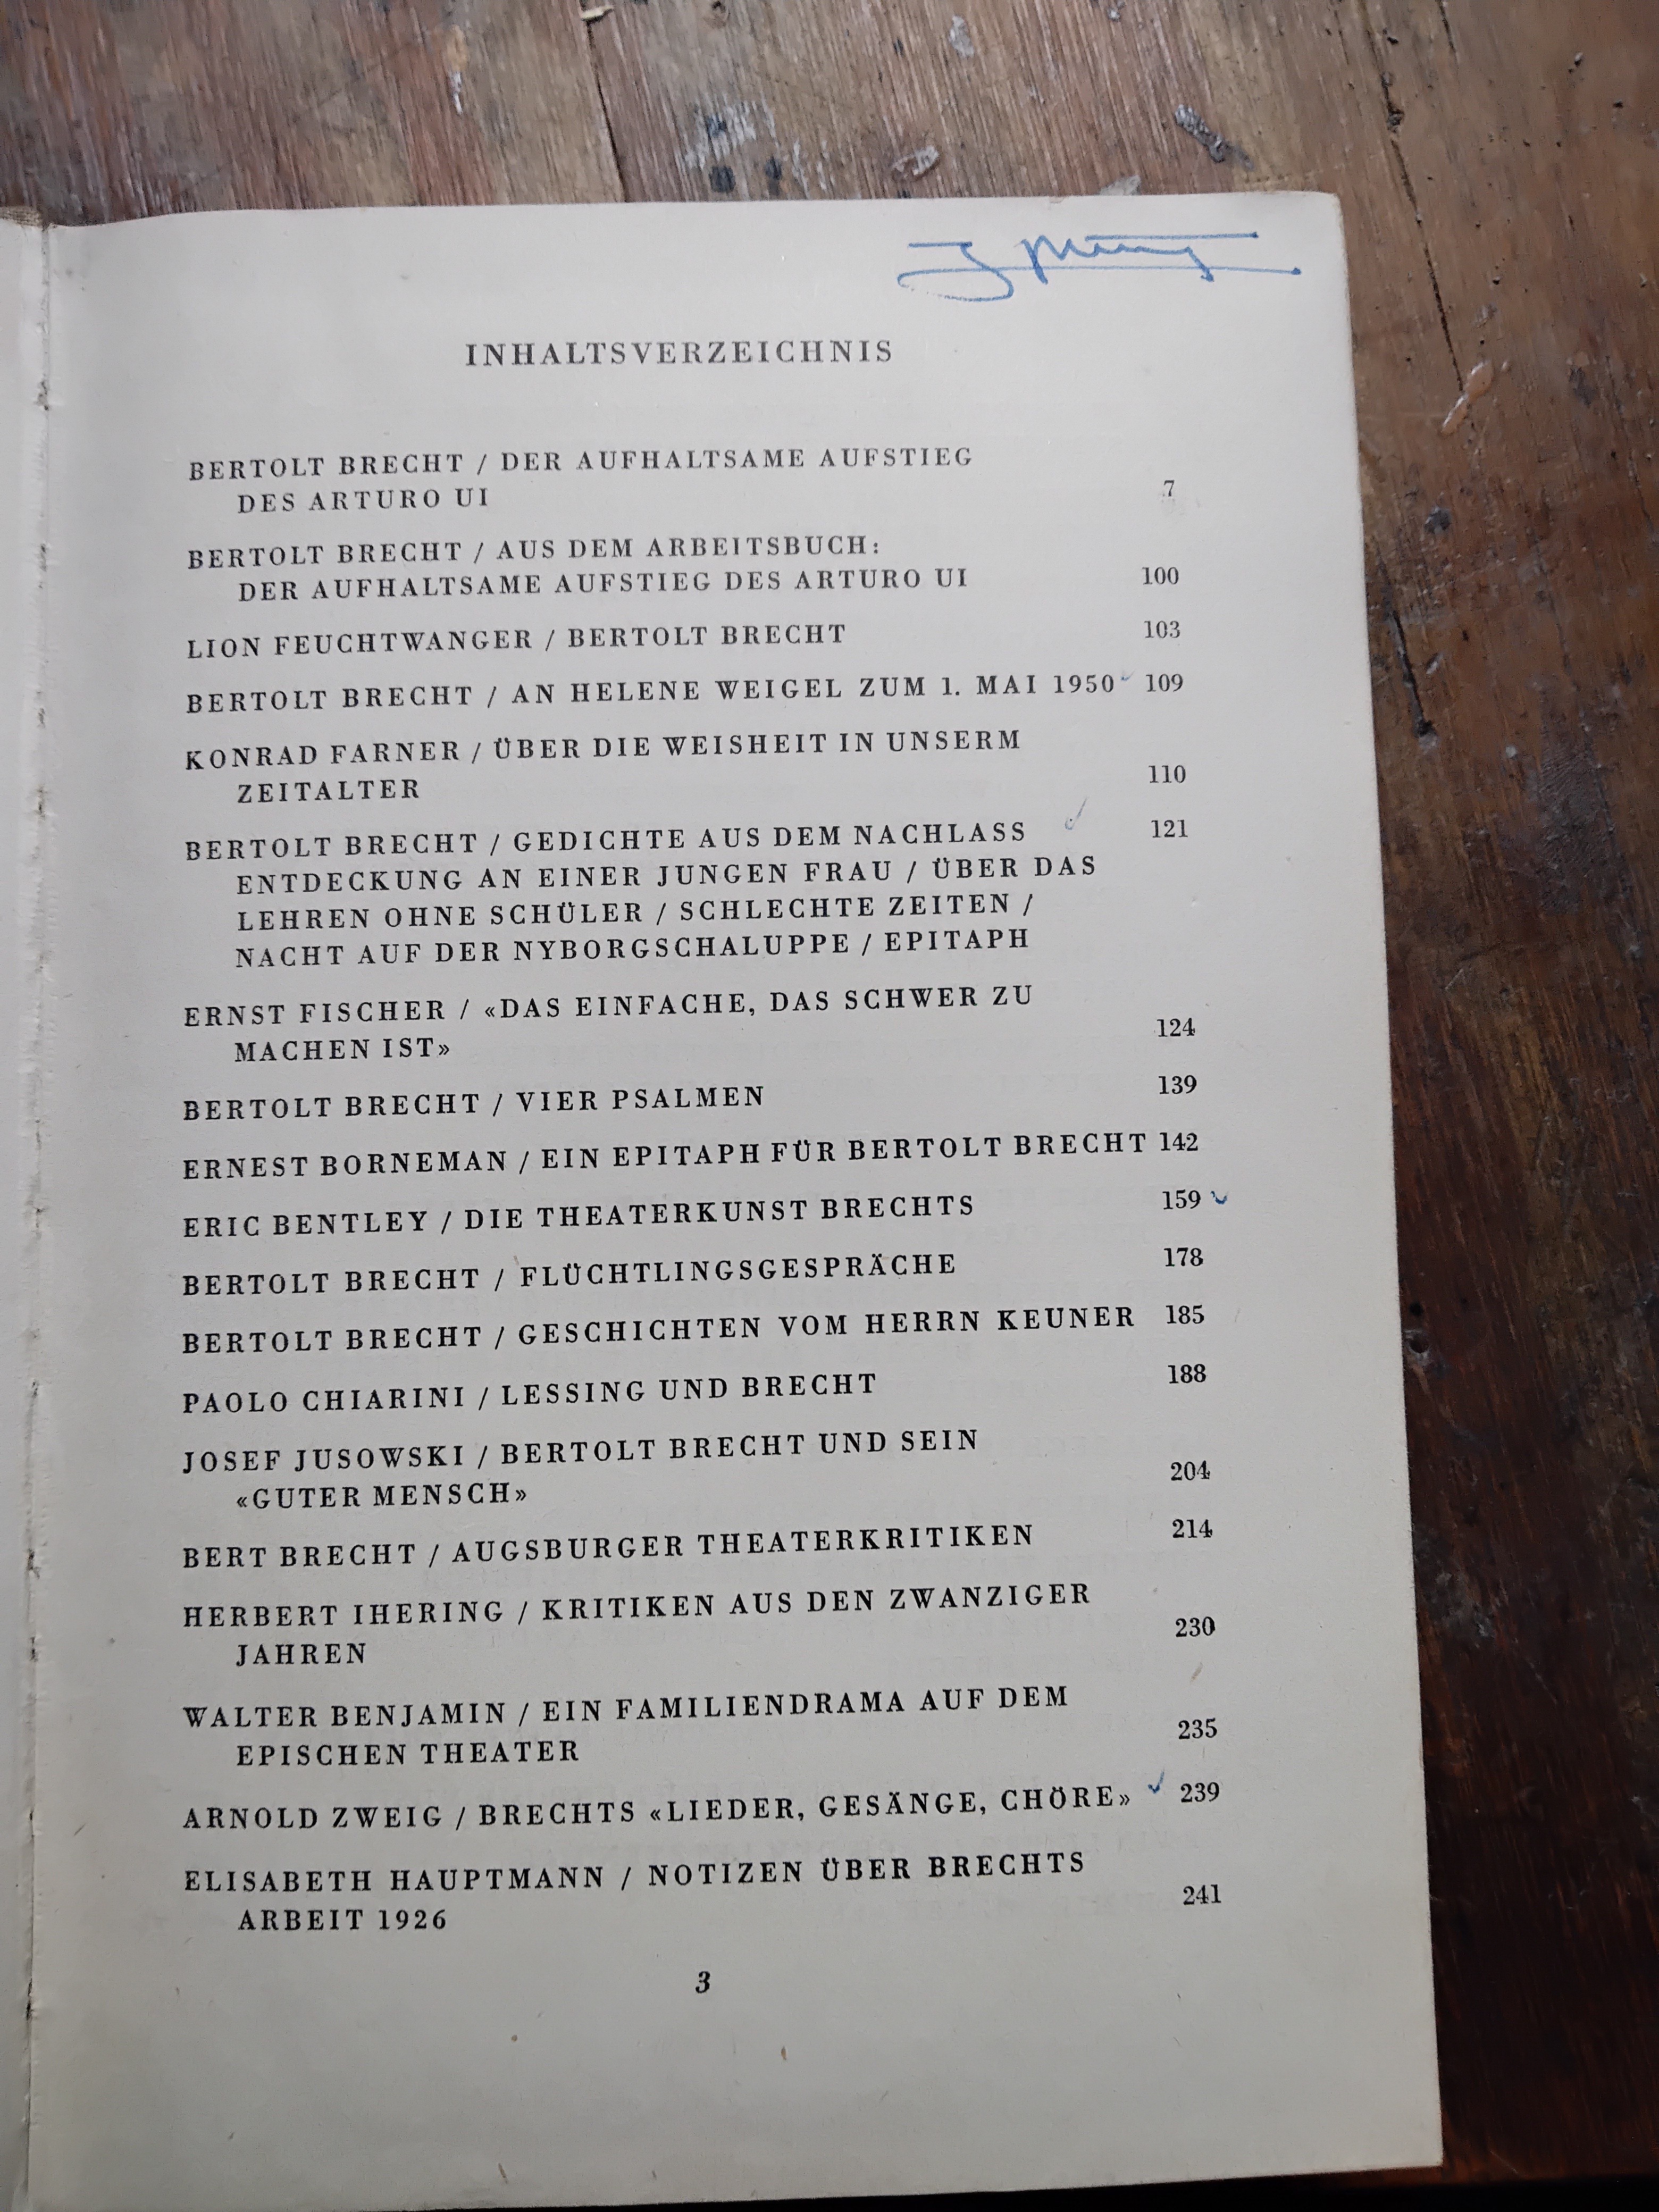 INHALTSVERZEICHNIS
BERTOLT BRECHT / DER AUFHALTSAME AUFSTIEG
DES ARTURO UI 7
BERTOLT BRECHT / AUS DEM ARBEITSBUCH:
DER AUFHALTSAME AUFSTIEG DES ARTURO UI 100
LION FEUCHTWANGER / BERTOLT BRECHT 103
BERTOLT BRECHT / AN HELENE WEIGEL ZUM 1. MAI 1950 109
KONRAD FARNER / ÜBER DIE WEISHEIT IN UNSERM
ZEITALTER 110
BERTOLT BRECHT / GEDICHTE AUS DEM NACHLASS 121
ENTDECKUNG AN EINER JUNGEN FRAU / ÜBER DAS
LEHREN OHNE SCHÜLER / SCHLECHTE ZEITEN /
NACHT AUF DER NYBORGSCHALUPPE / EPITAPH
ERNST FISCHER / «DAS EINFACHE, DAS SCHWER ZU
MACHEN IST» 124
BERTOLT BRECHT / VIER PSALMEN 139
ERNEST BORNEMAN / EIN EPITAPH FÜR BERTOLT BRECHT 142
ERIC BENTLEY / DIE THEATERKUNST BRECHTS 159
BERTOLT BRECHT / FLÜCHTLINGSGESPRÄCHE 178
BERTOLT BRECHT / GESCHICHTEN VOM HERRN KEUNER 185
PAOLO CHIARINI / LESSING UND BRECHT 188
JOSEF JUSOWSKI / BERTOLT BRECHT UND SEIN
«GUTER MENSCH» 204
BERT BRECHT / AUGSBURGER THEATERKRITIKEN 214
HERBERT IHERING / KRITIKEN AUS DEN ZWANZIGER
JAHREN 230
WALTER BENJAMIN / EIN FAMILIENDRAMA AUF DEM
EPISCHEN THEATER 235
ARNOLD ZWEIG / BRECHTS «LIEDER, GESÄNGE, CHÖRE» 239
ELISABETH HAUPTMANN / NOTIZEN ÜBER BRECHTS
ARBEIT 1926 241
3